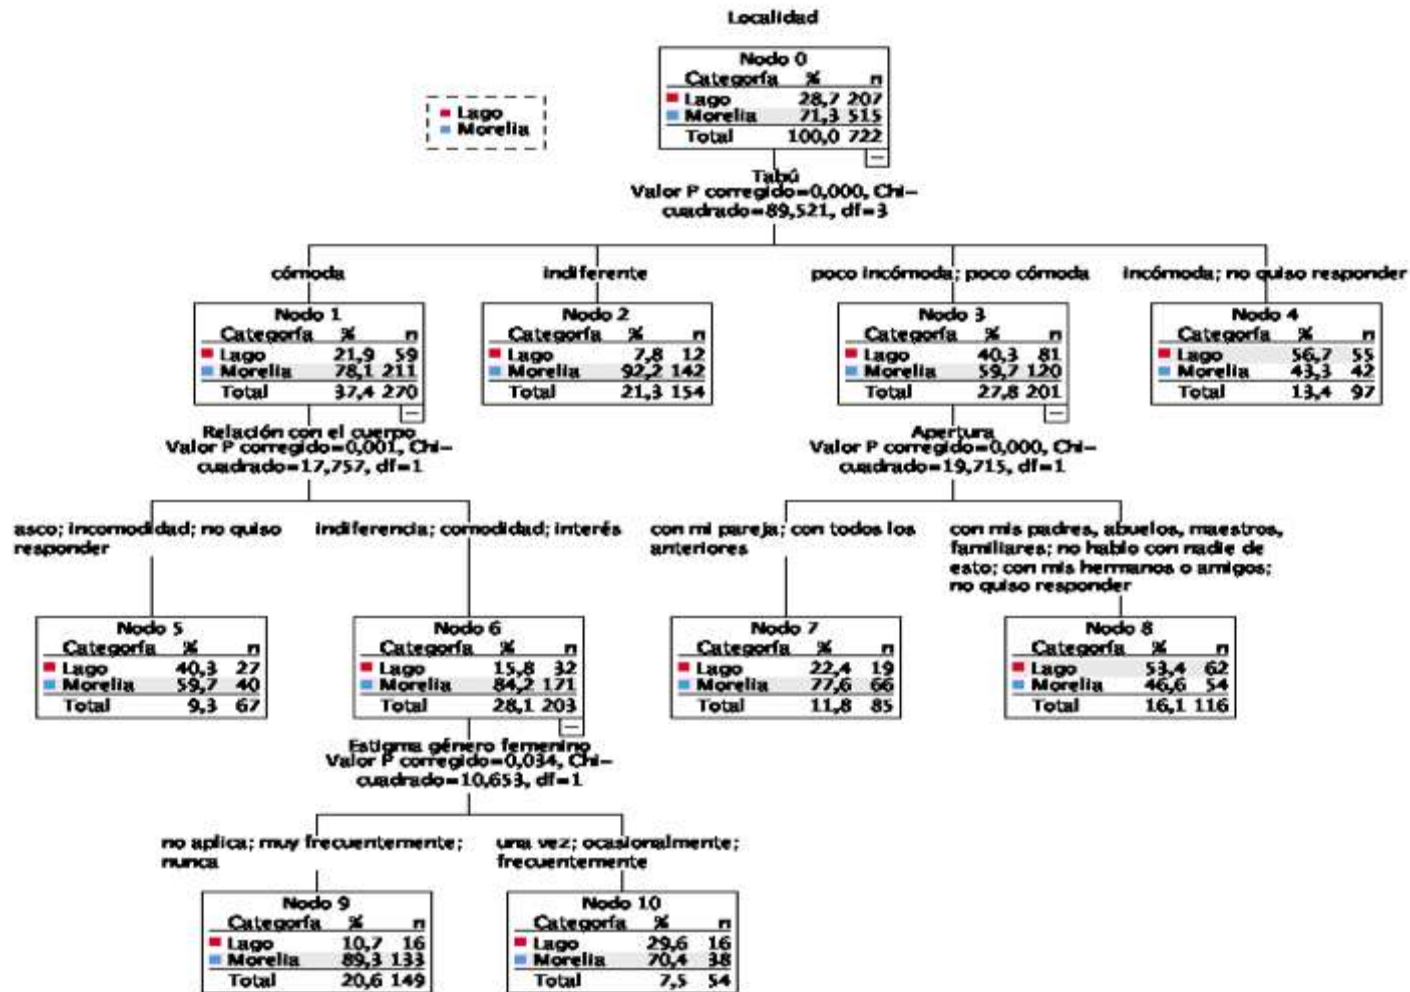 Localidad
Nodo 0
Categoría % n
Lago 28,7 207
Morelia 71,3 515
Total 100,0 722
Lago
Morelia
Tabú
Valor P corregido=0,000, Chi-
cuadrado=89,521, df=3
cómoda
indiferente
poco incómoda; poco cómoda
incómoda; no quiso responder
Nodo 1
Categoría % n
Lago 21,9 59
Morelia 78,1 211
Total 37,4 270
Nodo 2
Categoría % n
Lago 7,8 12
Morelia 92,2 142
Total 21,3 154
Nodo 3
Categoría % n
Lago 40,3 81
Morelia 59,7 120
Total 27,8 201
Nodo 4
Categoría % n
Lago 56,7 55
Morelia 43,3 42
Total 13,4 97
Relación con el cuerpo
Valor P corregido=0,001, Chi-
cuadrado=17,757, df=1
Apertura
Valor P corregido=0,000, Chi-
cuadrado=19,715, df=1
asco; incomodidad; no quiso
responder
indiferencia; comodidad; interés
con mi pareja; con todos los
anteriores
con mis padres, abuelos, maestros,
familiares; no hablo con nadie de
esto; con mis hermanos o amigos;
no quiso responder
Nodo 5
Categoría % n
Lago 40,3 27
Morelia 59,7 40
Total 9,3 67
Nodo 6
Categoría % n
Lago 15,8 32
Morelia 84,2 171
Total 28,1 203
Nodo 7
Categoría % n
Lago 22,4 19
Morelia 77,6 66
Total 11,8 85
Nodo 8
Categoría % n
Lago 53,4 62
Morelia 46,6 54
Total 16,1 116
Estigma género femenino
Valor P corregido=0,034, Chi-
cuadrado=10,653, df=1
no aplica; muy frecuentemente;
nunca
una vez; ocasionalmente;
frecuentemente
Nodo 9
Categoría % n
Lago 10,7 16
Morelia 89,3 133
Total 20,6 149
Nodo 10
Categoría % n
Lago 29,6 16
Morelia 70,4 38
Total 7,5 54